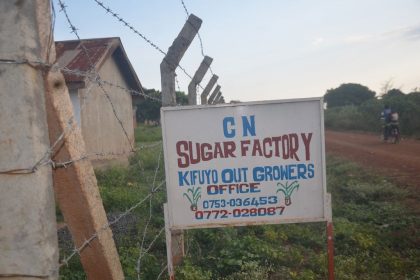 CN
SUGAR FACTORY
KIFUYO OUT GROWERS
OFFICE
0753-036453
0772-028087